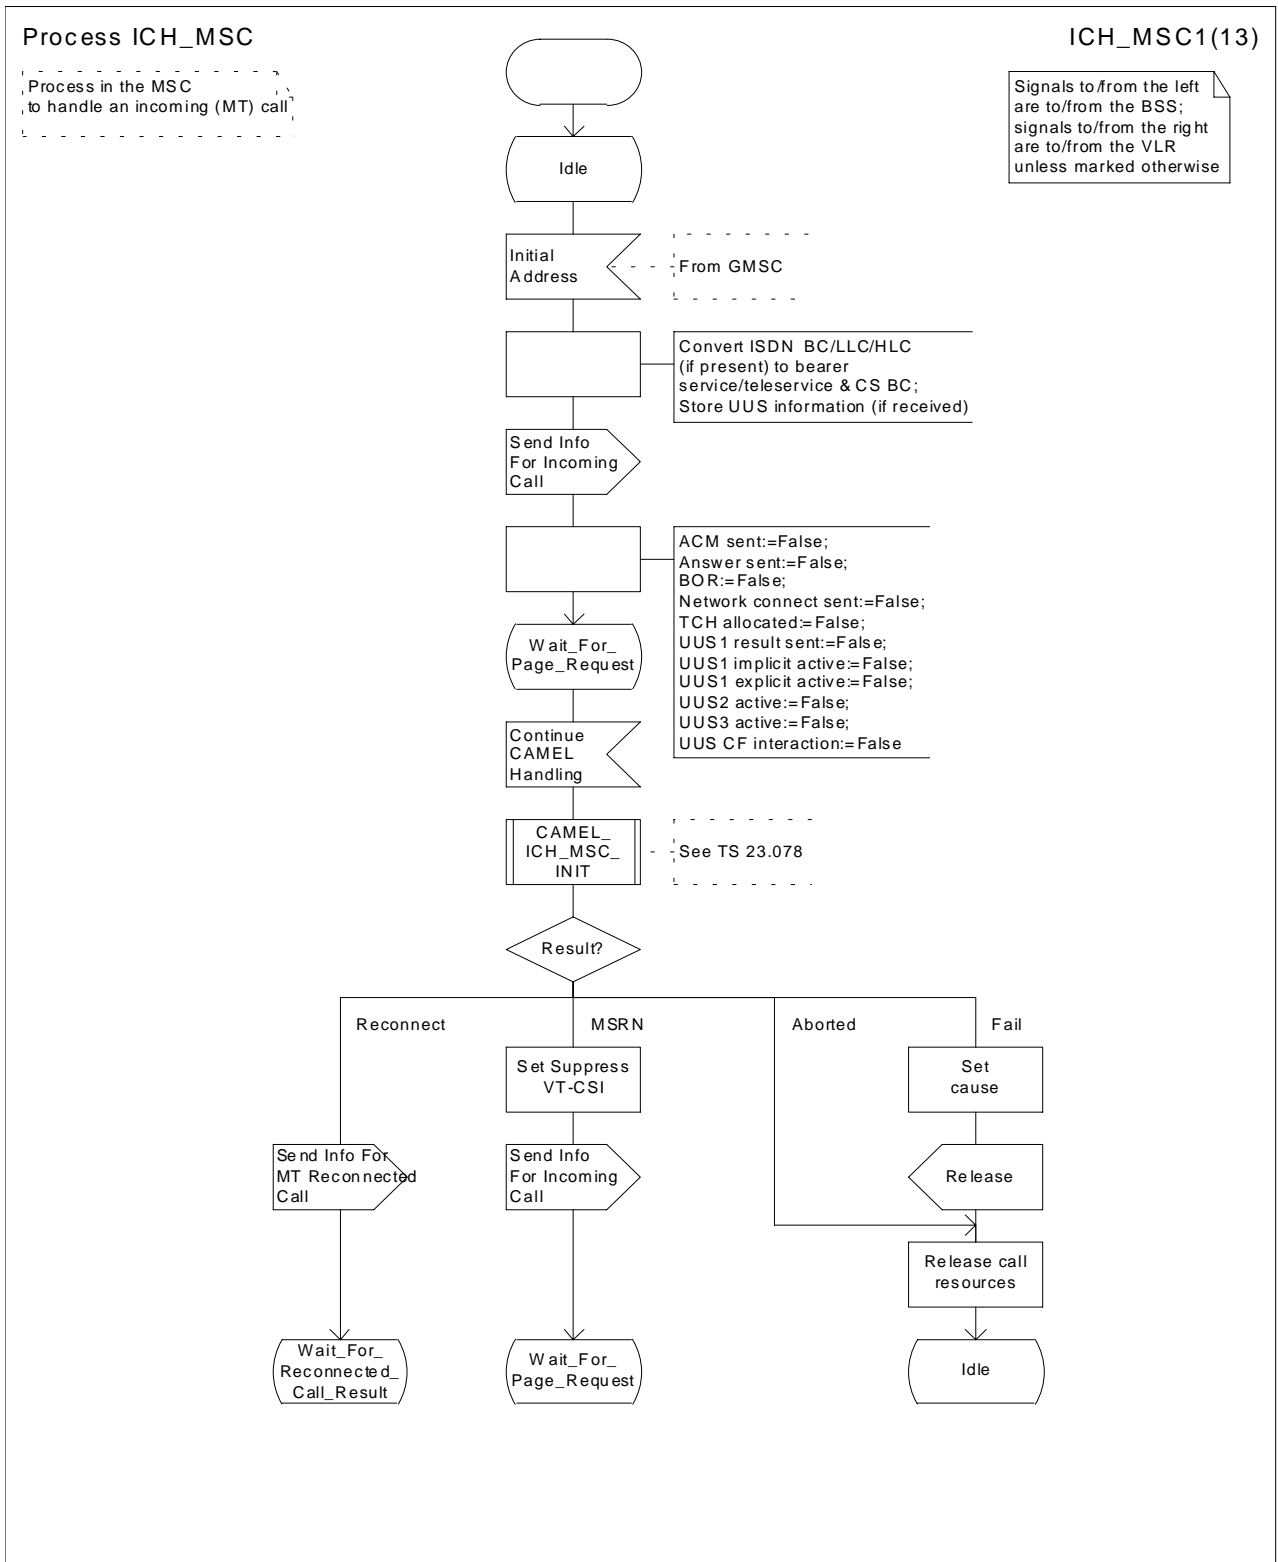 Process ICH_MSC
ICH_MSC1(13)
Process in the MSC
to handle an incoming (MT) call
Signals to/from the left
are to/from the BSS;
signals to/from the right
are to/from the VLR
unless marked otherwise
Idle
Initial
Address
From GMSC
Convert ISDN BC/LLC/HLC
(if present) to bearer
service/teleservice & CS BC;
Store UUS information (if received)
Send Info
For Incoming
Call
ACM sent:=False;
Answer sent:=False;
BOR:=False;
Network connect sent:=False;
TCH allocated:=False;
UUS1 result sent:=False;
UUS1 implicit active:=False;
UUS1 explicit active:=False;
UUS2 active:=False;
UUS3 active:=False;
UUS CF interaction:=False
Wait_For_
Page_Request
Continue
CAMEL
Handling
CAMEL_
ICH_MSC_
INIT
See TS 23.078
Result?
Reconnect
MSRN
Aborted
Fail
Set Suppress
VT-CSI
Set
cause
Send Info For
MT Reconnected
Call
Send Info
For Incoming
Call
Release
Release call
resources
Wait_For_
Reconnected_
Call_Result
Wait_For_
Page_Request
Idle